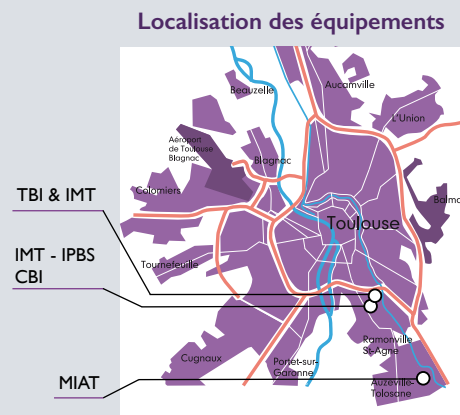 Localisation des équipements
Aucamville
Beauzelle
L'Union
Aéroport
de Toulouse
Blagnac
Blagnac
Colomiers
TBI & IMT
Balma
Toulouse
IMT - IPBS
CBI
Tournefeuille
Ramonville
St-Agne
Cugnaux
Portet-sur-
Garonne
MIAT
Auzeville-
Tolosane